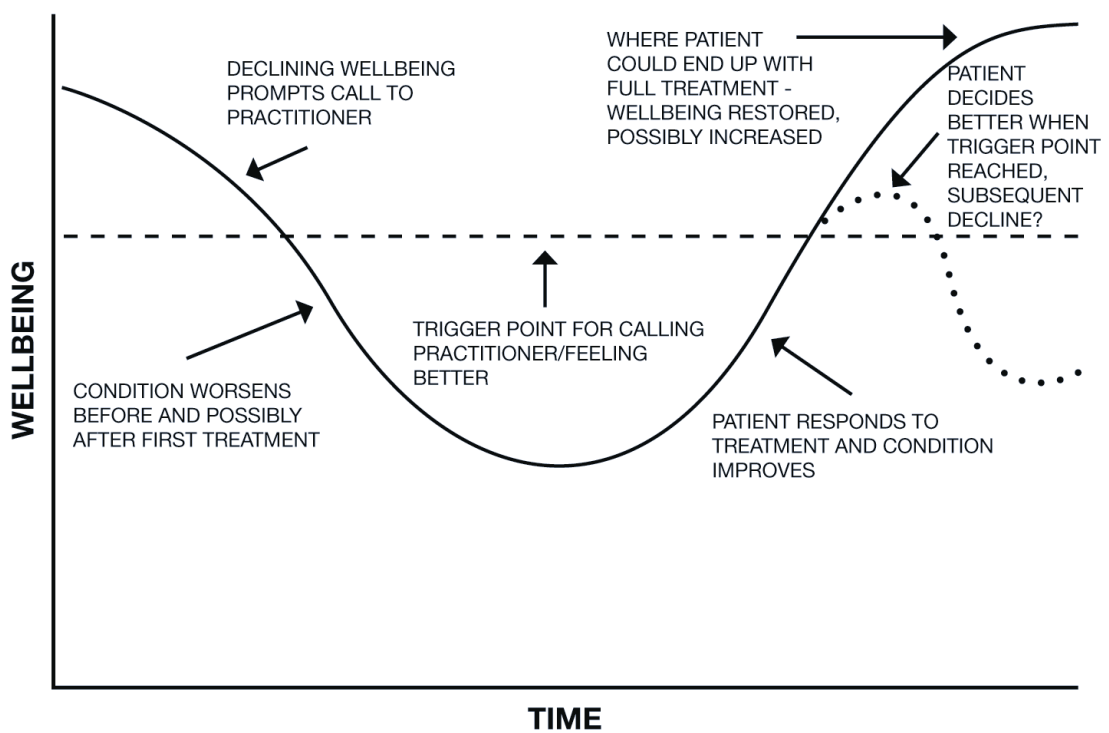 DECLINING WELLBEING
PROMPTS CALL TO
PRACTITIONER
WHERE PATIENT
COULD END UP WITH
FULL TREATMENT -
WELLBEING RESTORED,
POSSIBLY INCREASED
PATIENT
DECIDES
BETTER WHEN
TRIGGER POINT
REACHED,
SUBSEQUENT
DECLINE?
WELLBEING
TRIGGER POINT FOR CALLING
PRACTITIONER/FEELING
BETTER
CONDITION WORSENS
BEFORE AND POSSIBLY
AFTER FIRST TREATMENT
PATIENT RESPONDS TO
TREATMENT AND CONDITION
IMPROVES
TIME